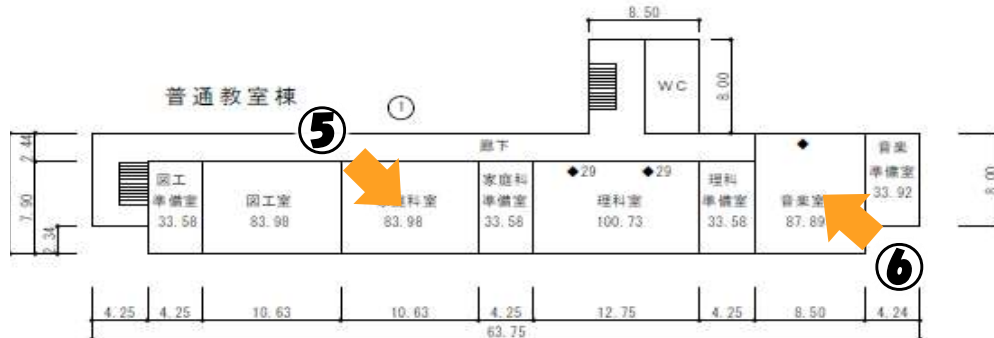 8.50
普通教室棟
①
WC
8.00
⑤
2.44
廊下
7.90
2.34
図工
準備室
33.58
図工室
83.98
家庭科室
83.98
家庭科
準備室
33.58
◆29
◆29
理科室
100.73
理科
準備室
33.58
◆
音楽室
87.89
音楽
準備室
33.92
8.00
⑥
4.25 4.25 10.63 10.63 4.25 12.75 4.25 8.50 4.24
63.75